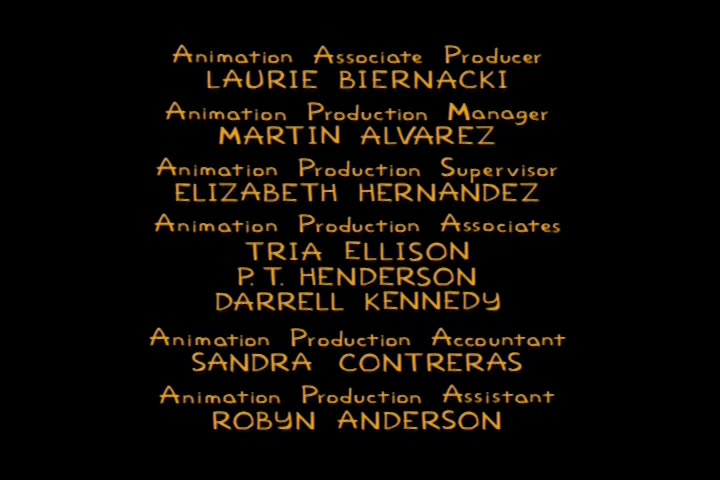 Animation Associate Producer
LAURIE BIERNACKI
Animation Production Manager
MARTIN ALVAREZ
Animation Production Supervisor
ELIZABETH HERNANDEZ
Animation Production Associates
TRIA ELLISON
P.T. HENDERSON
DARRELL KENNEDY
Animation Production Accountant
SANDRA CONTRERAS
Animation Production Assistant
ROBYN ANDERSON